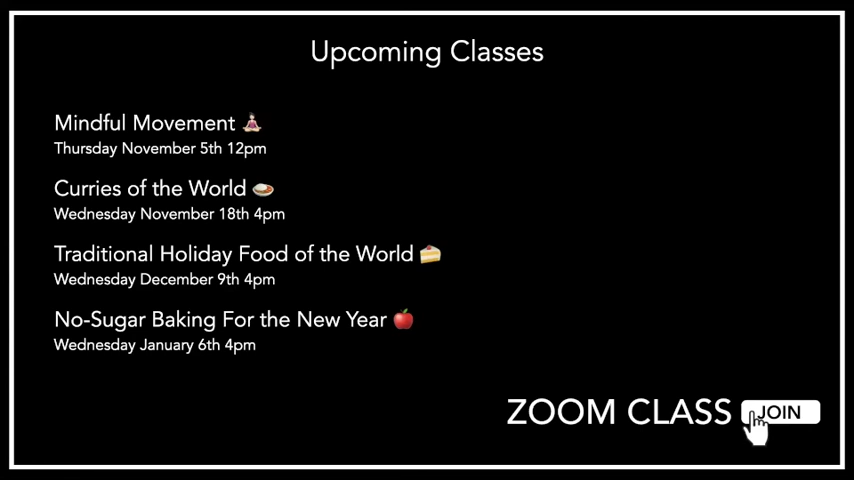 Upcoming Classes
Mindful Movement 🧘
Thursday November 5th 12pm
Curries of the World 🍛
Wednesday November 18th 4pm
Traditional Holiday Food of the World 🍰
Wednesday December 9th 4pm
No-Sugar Baking For the New Year 🍎
Wednesday January 6th 4pm
ZOOM CLASS JOIN